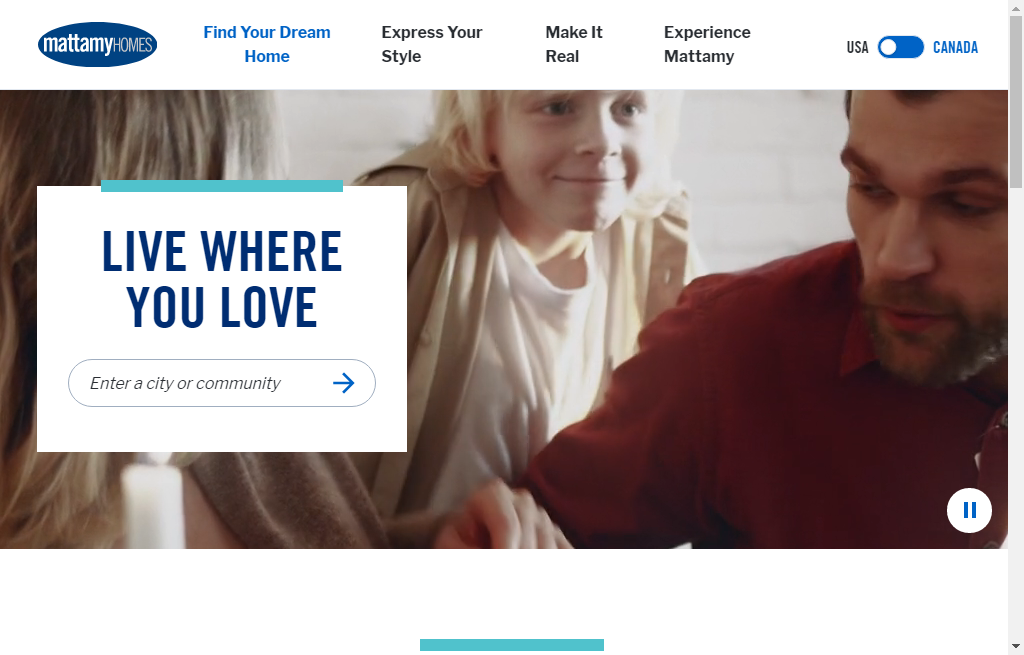 mattamyHOMES
Find Your Dream
Home
Express Your
Style
Make It
Real
Experience
Mattamy
USA
CANADA
LIVE WHERE
YOU LOVE
Enter a city or community